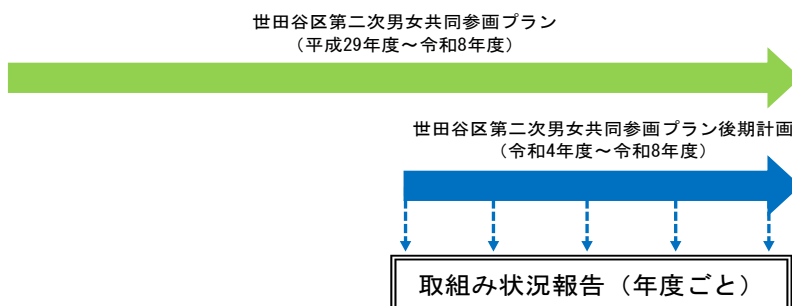 世田谷区第二次男女共同参画プラン
（平成29年度～令和8年度）
世田谷区第二次男女共同参画プラン後期計画
（令和4年度～令和8年度）
取組み状況報告（年度ごと）